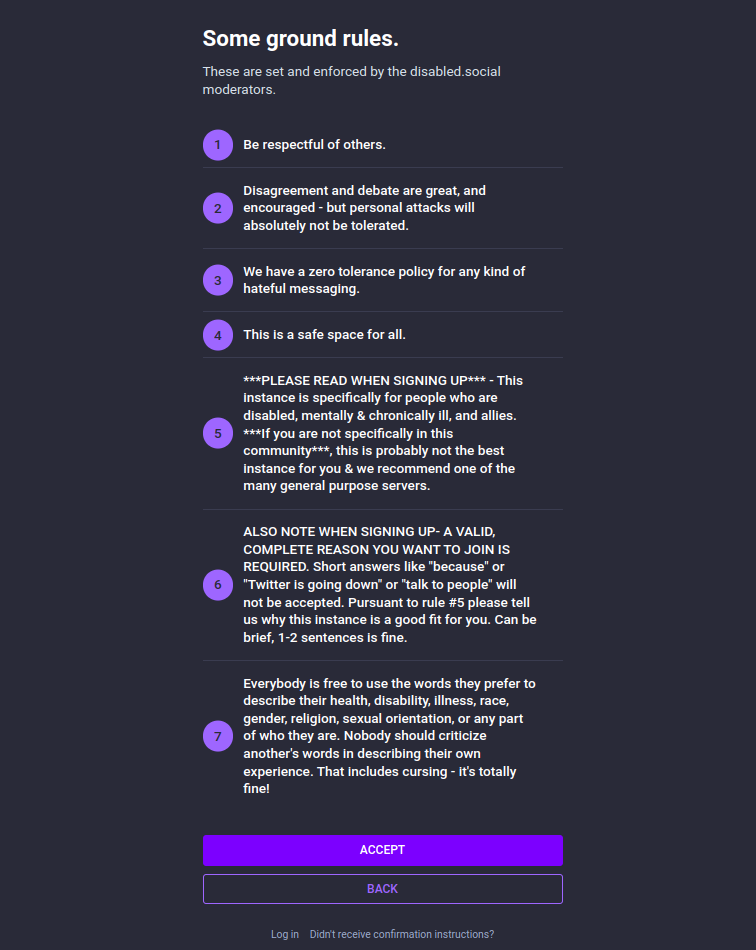 Some ground rules.
These are set and enforced by the disabled.social
moderators.
1
Be respectful of others.
2
Disagreement and debate are great, and
encouraged - but personal attacks will
absolutely not be tolerated.
3
We have a zero tolerance policy for any kind of
hateful messaging.
4
This is a safe space for all.
5
***PLEASE READ WHEN SIGNING UP*** - This
instance is specifically for people who are
disabled, mentally & chronically ill, and allies.
***If you are not specifically in this
community***, this is probably not the best
instance for you & we recommend one of the
many general purpose servers.
6
ALSO NOTE WHEN SIGNING UP- A VALID,
COMPLETE REASON YOU WANT TO JOIN IS
REQUIRED. Short answers like "because" or
"Twitter is going down" or "talk to people" will
not be accepted. Pursuant to rule #5 please tell
us why this instance is a good fit for you. Can be
brief, 1-2 sentences is fine.
7
Everybody is free to use the words they prefer to
describe their health, disability, illness, race,
gender, religion, sexual orientation, or any part
of who they are. Nobody should criticize
another's words in describing their own
experience. That includes cursing - it's totally
fine!
ACCEPT
BACK
Log in Didn't receive confirmation instructions?